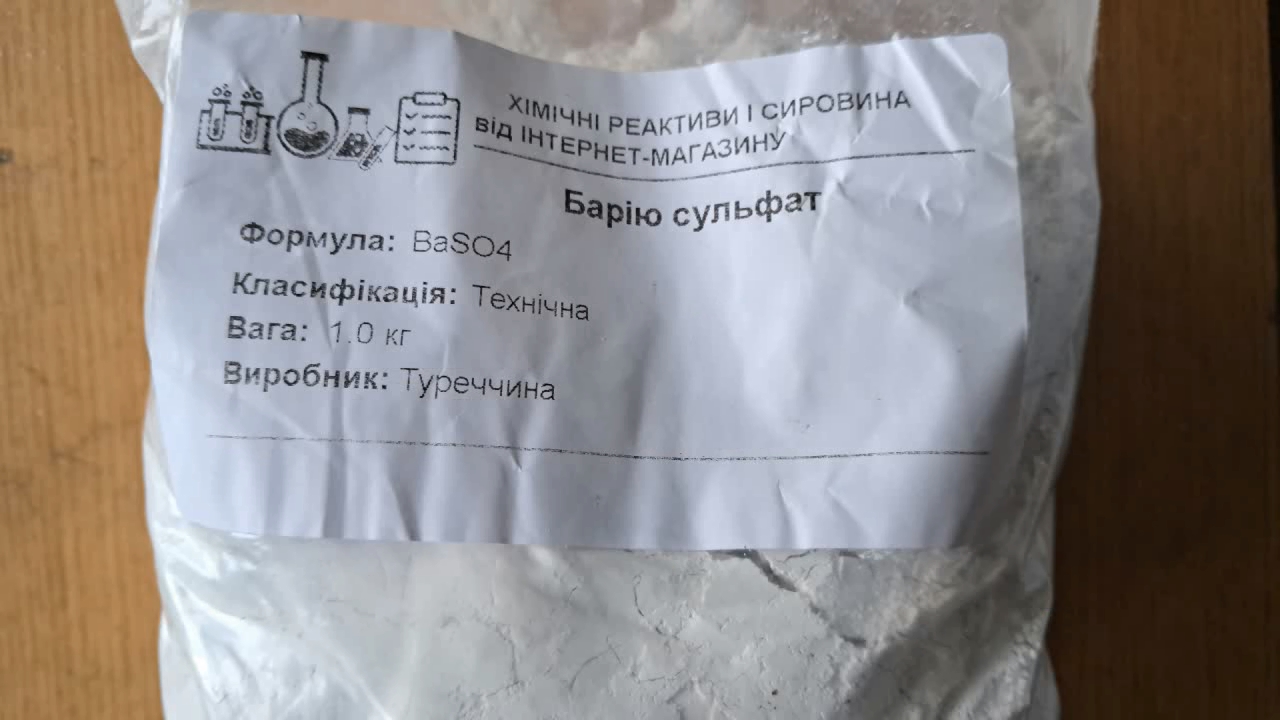 ХІМІЧНІ РЕАКТИВИ І СИРОВИНА
від ІНТЕРНЕТ-МАГАЗИНУ
Барію сульфат
Формула: BaSO4
Класифікація: Технічна
Вага: 1.0 кг
Виробник: Туреччина